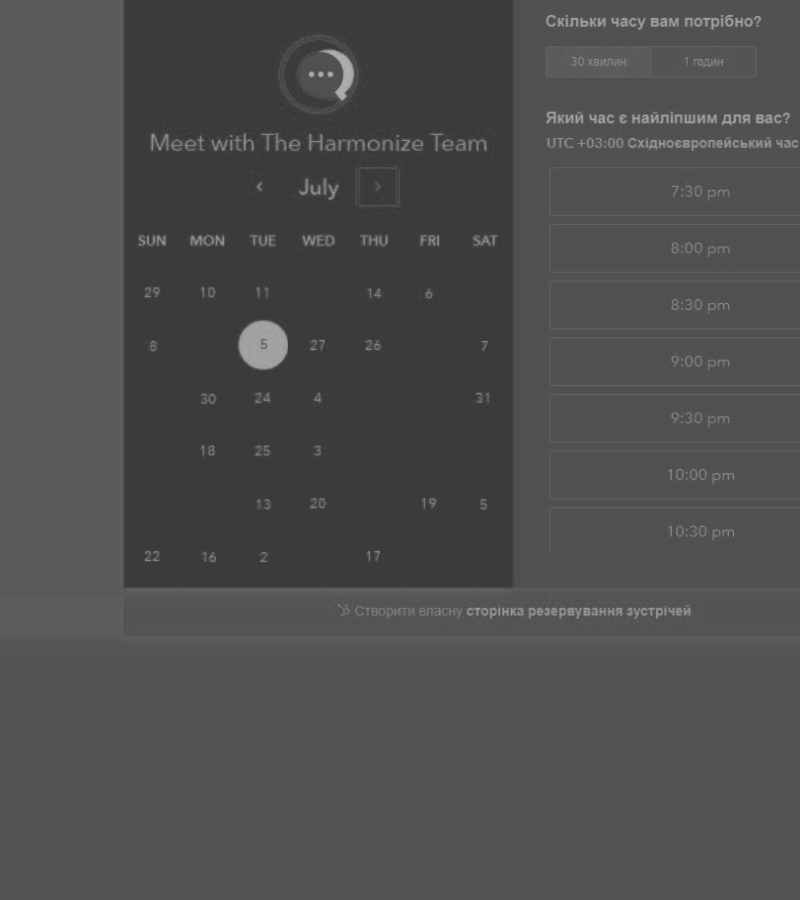 Meet with The Harmonize Team
July
SUN MON TUE WED THU FRI SAT
29 10 11 14 6
8 5 27 26 7
30 24 4 31
18 25 3
13 20 19 5
22 16 2 17
Скільки часу вам потрібно?
30 хвилин 1 годин
Який час є найліпшим для вас?
UTC +03:00 Східноєвропейський час
7:30 pm
8:00 pm
8:30 pm
9:00 pm
9:30 pm
10:00 pm
10:30 pm
Створити власну сторінка резервування зустрічей